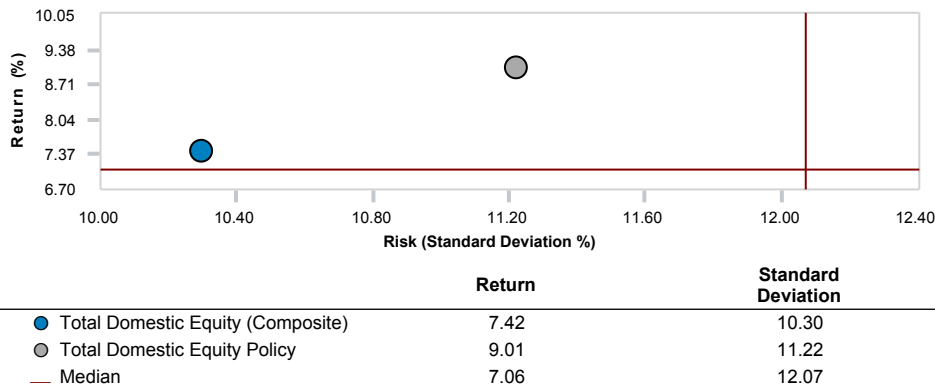 10.05
9.38
8.71
8.04
7.37
6.70
Return (%)
10.00 10.40 10.80 11.20 11.60 12.00 12.40
Risk (Standard Deviation %)
Return Standard Deviation
Total Domestic Equity (Composite) 7.42 10.30
Total Domestic Equity Policy 9.01 11.22
Median 7.06 12.07